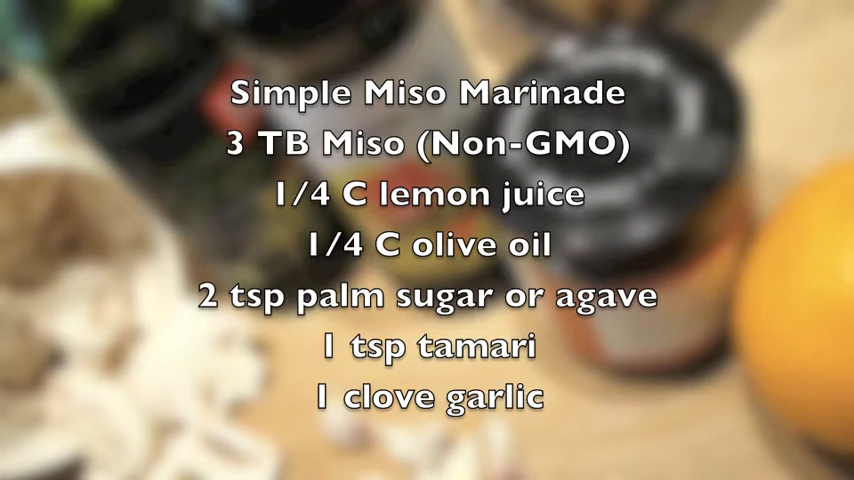 Simple Miso Marinade
3 TB Miso (Non-GMO)
1/4 C lemon juice
1/4 C olive oil
2 tsp palm sugar or agave
1 tsp tamari
1 clove garlic